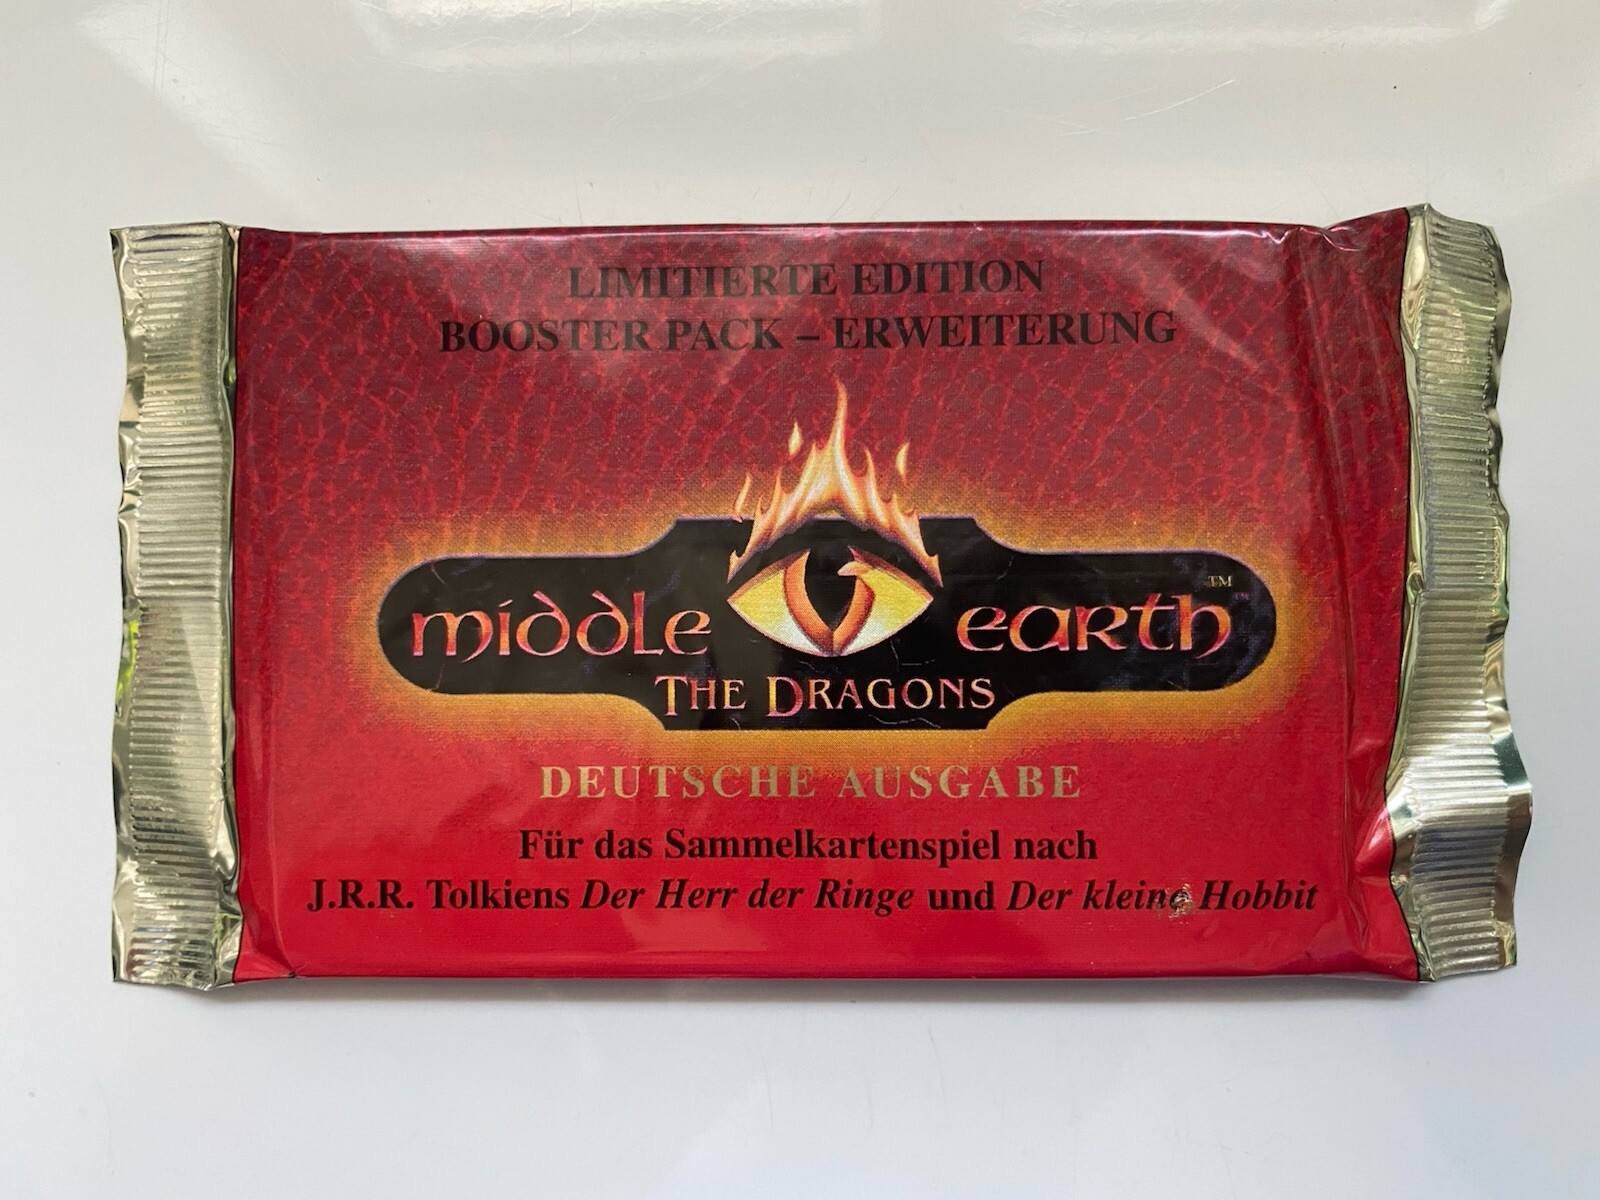 LIMITIERTE EDITION
BOOSTER PACK – ERWEITERUNG
middle earth™
THE DRAGONS
DEUTSCHE AUSGABE
Für das Sammelkartenspiel nach
J.R.R. Tolkiens Der Herr der Ringe und Der kleine Hobbit